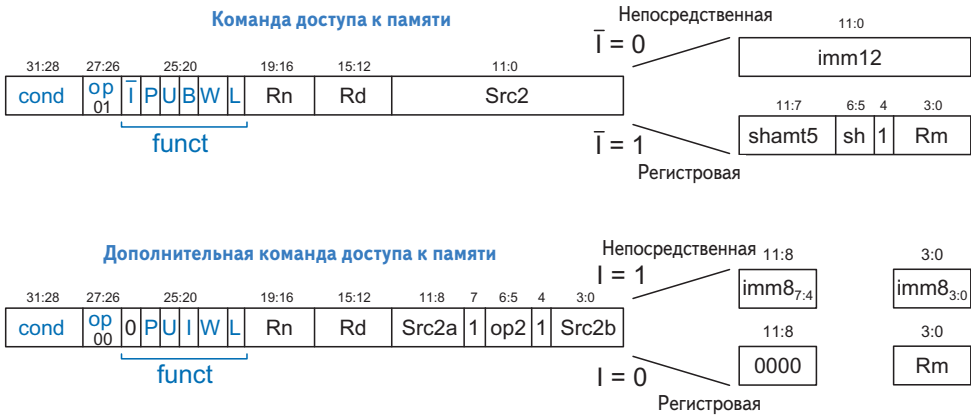 Команда доступа к памяти
Непосредственная
I = 0
11:0
imm12
31:28 27:26 25:20 19:16 15:12 11:0
cond op 01 I P U B W L Rn Rd Src2
funct
11:7 6:5 4 3:0
shamt5 sh 1 Rm
I = 1
Регистровая
Дополнительная команда доступа к памяти
Непосредственная
I = 1
11:8 3:0
imm8 7:4 imm8 3:0
31:28 27:26 25:20 19:16 15:12 11:8 7 6:5 4 3:0
cond op 00 0 P U I W L Rn Rd Src2a 1 op2 1 Src2b
funct
11:8 3:0
0000 Rm
I = 0
Регистровая